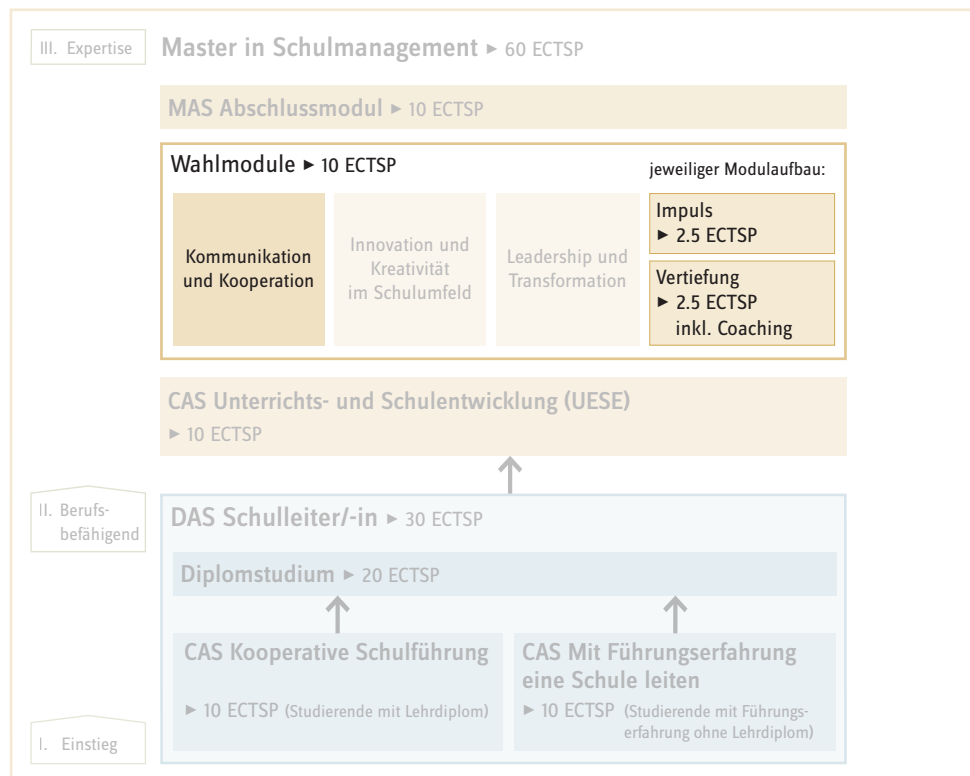 III. Expertise
Master in Schulmanagement ► 60 ECTSP
MAS Abschlussmodul ► 10 ECTSP
Wahlmodule ► 10 ECTSP
jeweiliger Modulaufbau:
Kommunikation
und Kooperation
Innovation und
Kreativität
im Schulumfeld
Leadership und
Transformation
Impuls
► 2.5 ECTSP
Vertiefung
► 2.5 ECTSP
inkl. Coaching
CAS Unterrichts- und Schulentwicklung (UESE)
► 10 ECTSP
II. Berufs-
befähigend
DAS Schulleiter/-in ► 30 ECTSP
Diplomstudium ► 20 ECTSP
CAS Kooperative Schulführung
► 10 ECTSP (Studierende mit Lehrdiplom)
CAS Mit Führungserfahrung
eine Schule leiten
► 10 ECTSP (Studierende mit Führungs-
erfahrung ohne Lehrdiplom)
I. Einstieg